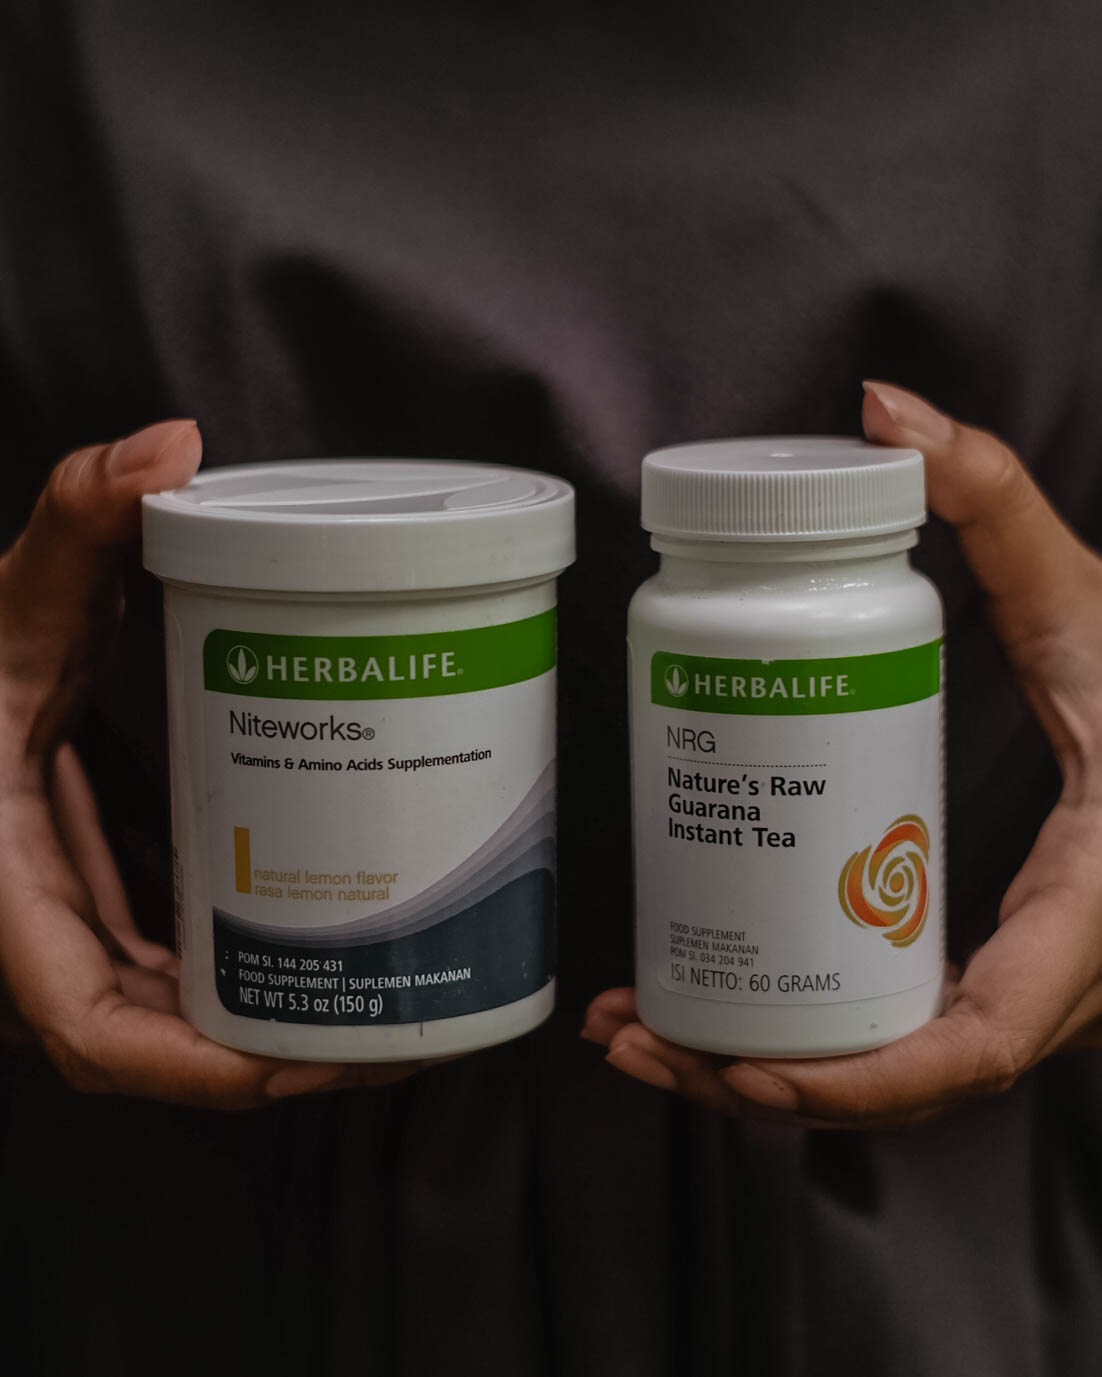 HERBALIFE®
Niteworks®
Vitamins & Amino Acids Supplementation
natural lemon flavor
rasa lemon natural
POM SI. 144 205 431
FOOD SUPPLEMENT | SUPLEMEN MAKANAN
NET WT 5.3 oz (150 g)
HERBALIFE®
NRG
Nature's Raw
Guarana
Instant Tea
FOOD SUPPLEMENT
SUPLEMEN MAKANAN
POM SI. 034 204 941
ISI NETTO: 60 GRAMS